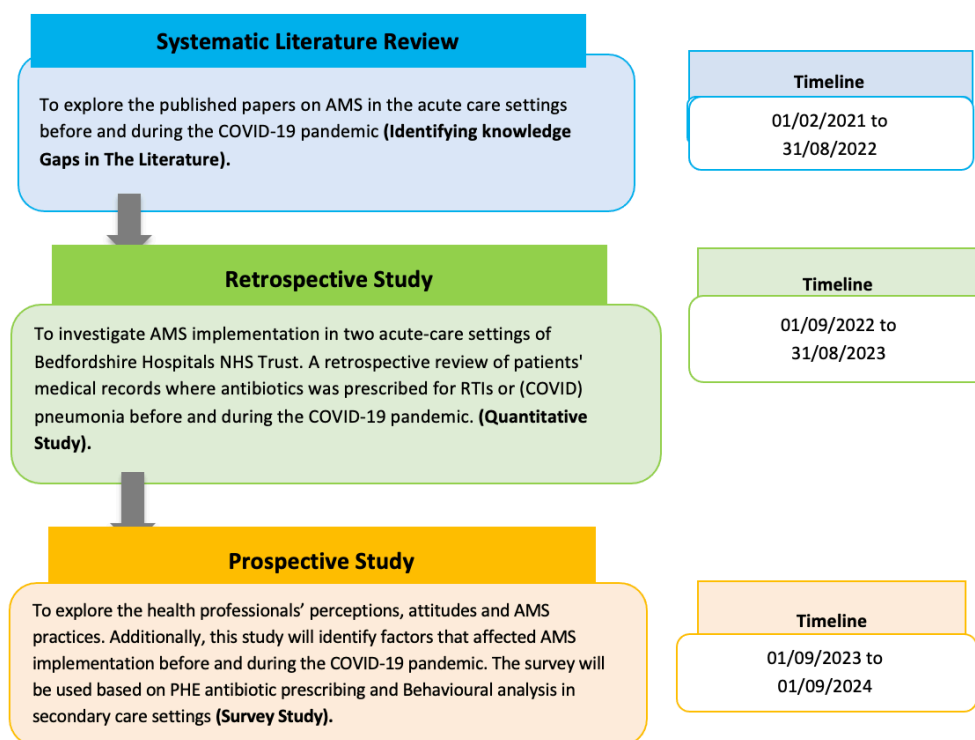 Systematic Literature Review
To explore the published papers on AMS in the acute care settings
before and during the COVID-19 pandemic (Identifying knowledge
Gaps in The Literature).
Timeline
01/02/2021 to
31/08/2022
Retrospective Study
To investigate AMS implementation in two acute-care settings of
Bedfordshire Hospitals NHS Trust. A retrospective review of patients'
medical records where antibiotics was prescribed for RTIs or (COVID)
pneumonia before and during the COVID-19 pandemic. (Quantitative
Study).
Timeline
01/09/2022 to
31/08/2023
Prospective Study
To explore the health professionals’ perceptions, attitudes and AMS
practices. Additionally, this study will identify factors that affected AMS
implementation before and during the COVID-19 pandemic. The survey will
be used based on PHE antibiotic prescribing and Behavioural analysis in
secondary care settings (Survey Study).
Timeline
01/09/2023 to
01/09/2024